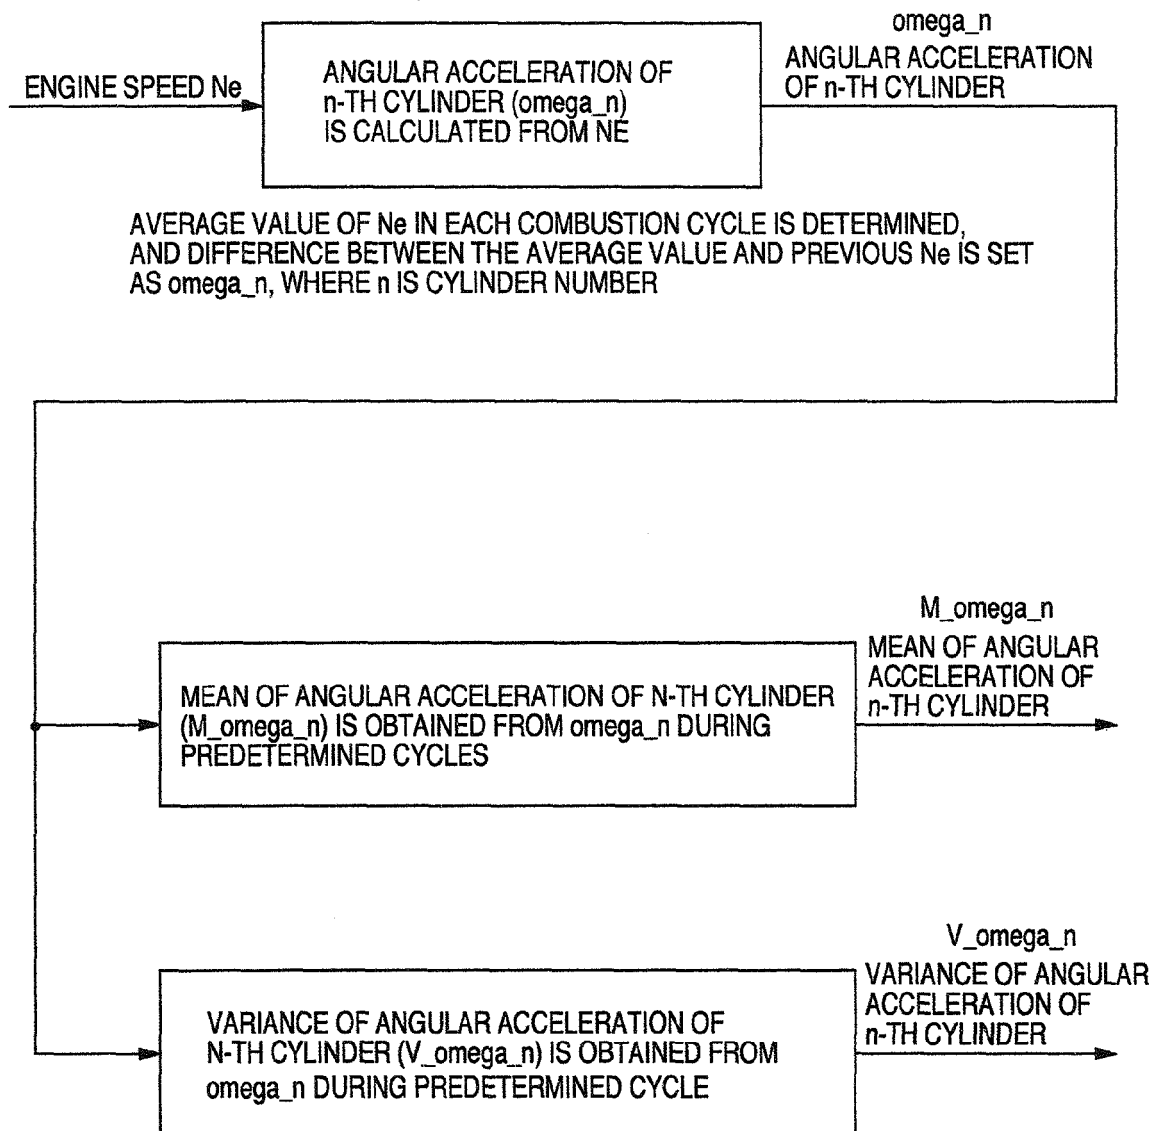 ENGINE SPEED Ne
ANGULAR ACCELERATION OF
n-TH CYLINDER (omega_n)
IS CALCULATED FROM NE
omega_n
ANGULAR ACCELERATION
OF n-TH CYLINDER
AVERAGE VALUE OF Ne IN EACH COMBUSTION CYCLE IS DETERMINED,
AND DIFFERENCE BETWEEN THE AVERAGE VALUE AND PREVIOUS Ne IS SET
AS omega_n, WHERE n IS CYLINDER NUMBER
MEAN OF ANGULAR ACCELERATION OF N-TH CYLINDER
(M_omega_n) IS OBTAINED FROM omega_n DURING
PREDETERMINED CYCLES
M_omega_n
MEAN OF ANGULAR
ACCELERATION OF
n-TH CYLINDER
VARIANCE OF ANGULAR ACCELERATION OF
N-TH CYLINDER (V_omega_n) IS OBTAINED FROM
omega_n DURING PREDETERMINED CYCLE
V_omega_n
VARIANCE OF ANGULAR
ACCELERATION OF
n-TH CYLINDER